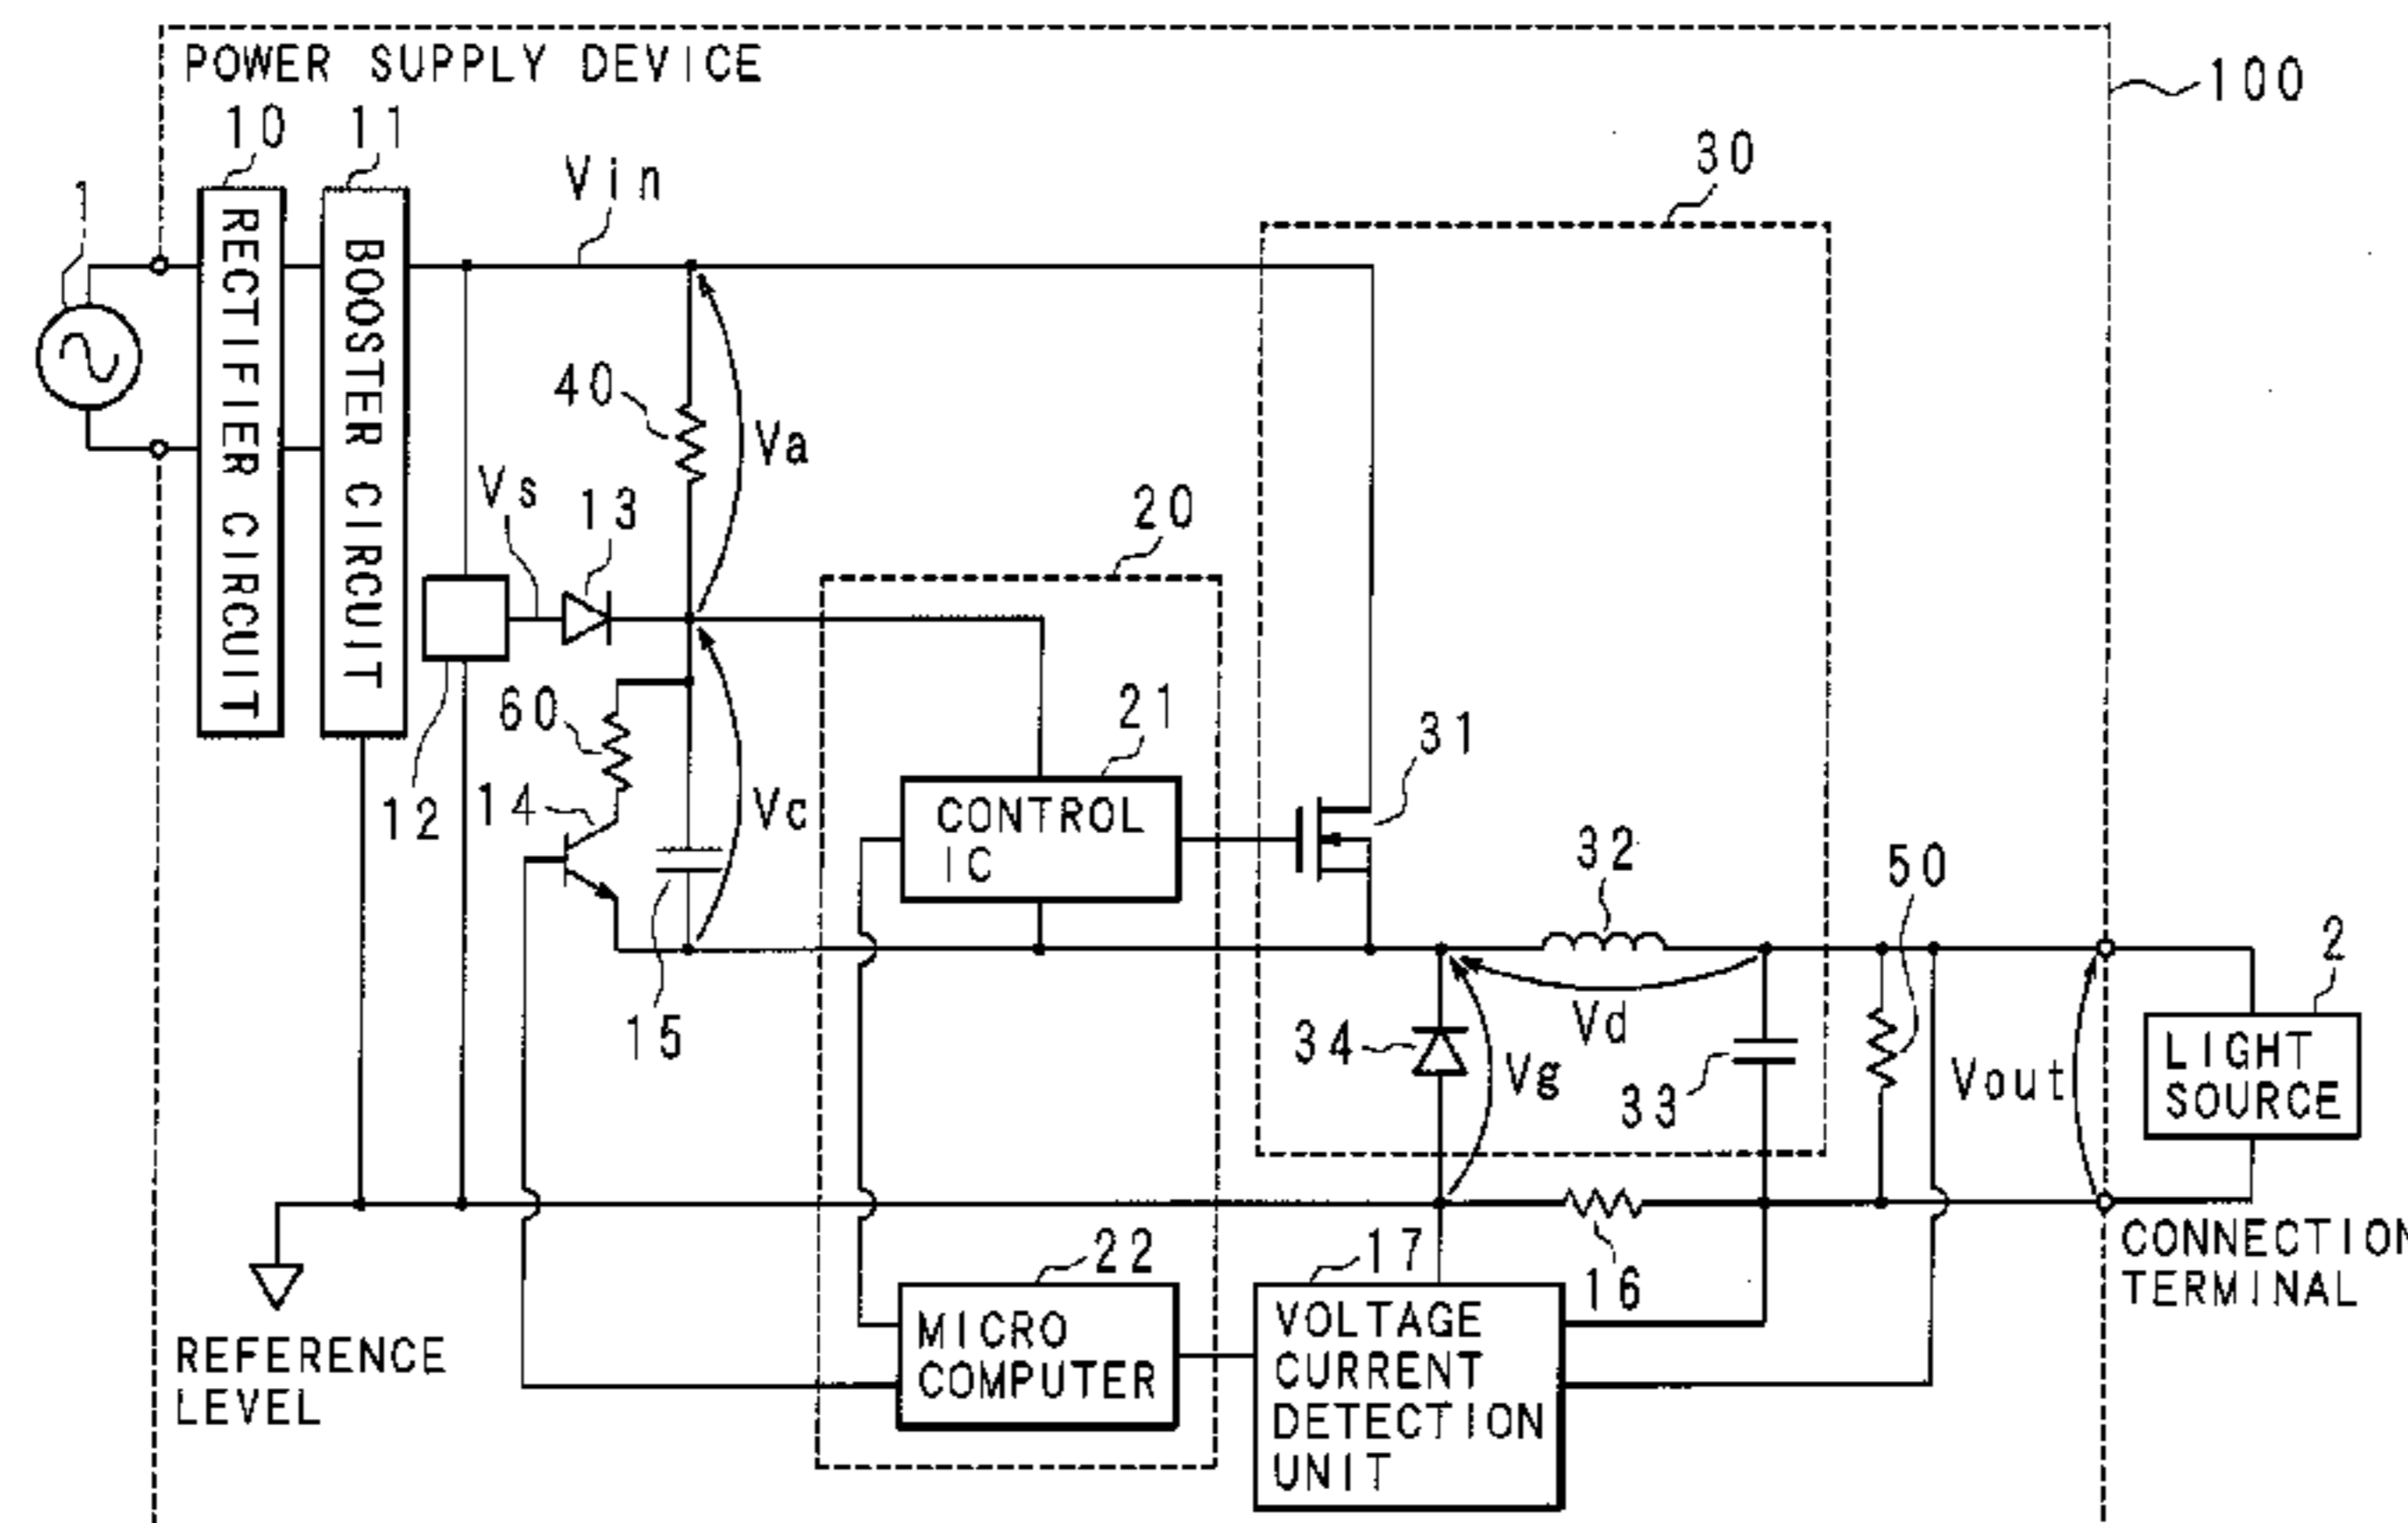 POWER SUPPLY DEVICE
100
10
11
30
1
Vin
RECTIFIER CIRCUIT
BOOSTER CIRCUIT
40
Va
Vs
13
20
60
21
31
12
14
Vc
CONTROL
IC
32
50
2
15
34
Vg
Vd
33
Vout
LIGHT
SOURCE
22
17
16
CONNECTION
TERMINAL
REFERENCE
LEVEL
MICRO
COMPUTER
VOLTAGE
CURRENT
DETECTION
UNIT